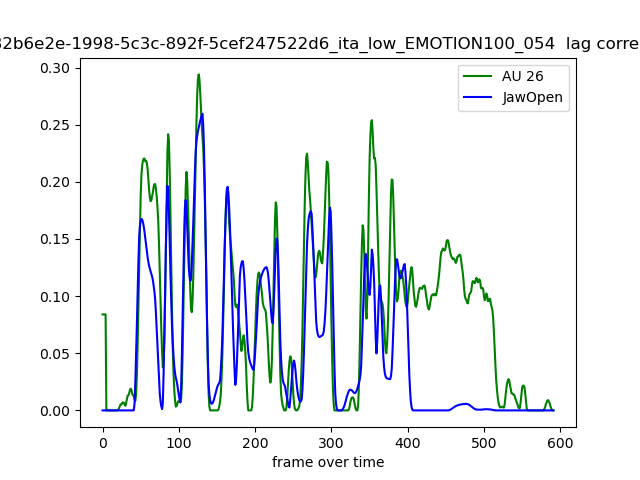 32b6e2e-1998-5c3c-892f-5cef247522d6_ita_low_EMOTION100_054  lag corre
AU 26
JawOpen
0.30
0.25
0.20
0.15
0.10
0.05
0.00
0 100 200 300 400 500 600
frame over time